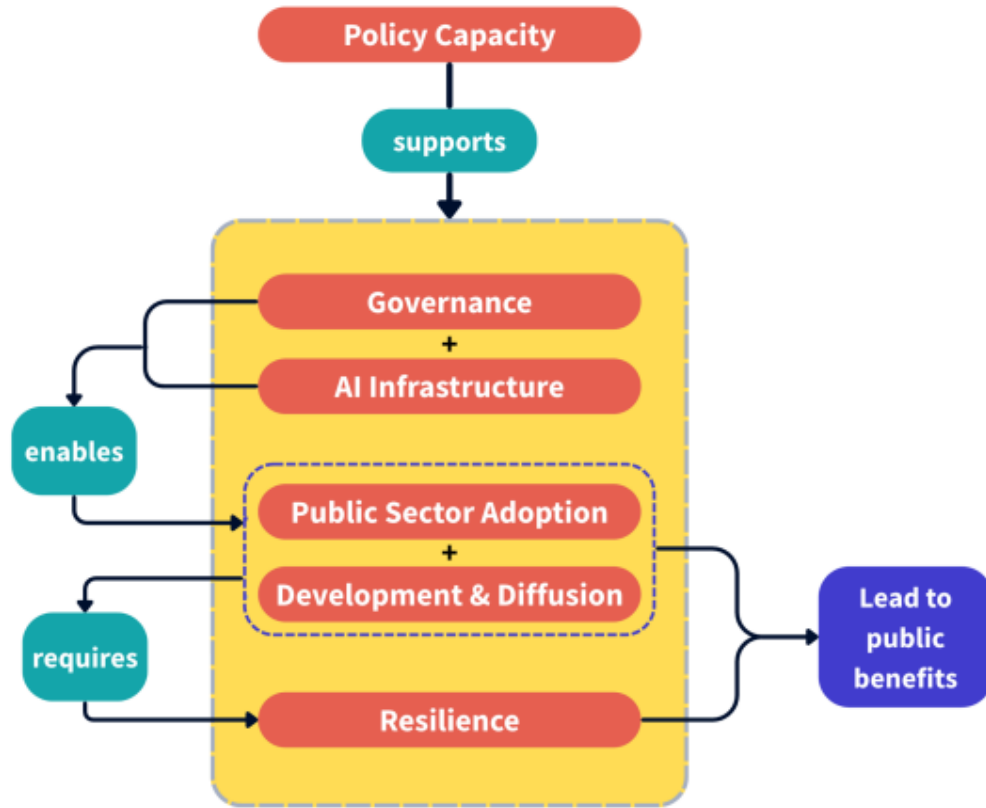 Policy Capacity
supports
Governance
+
AI Infrastructure
enables
Public Sector Adoption
+
Development & Diffusion
requires
Resilience
Lead to
public
benefits